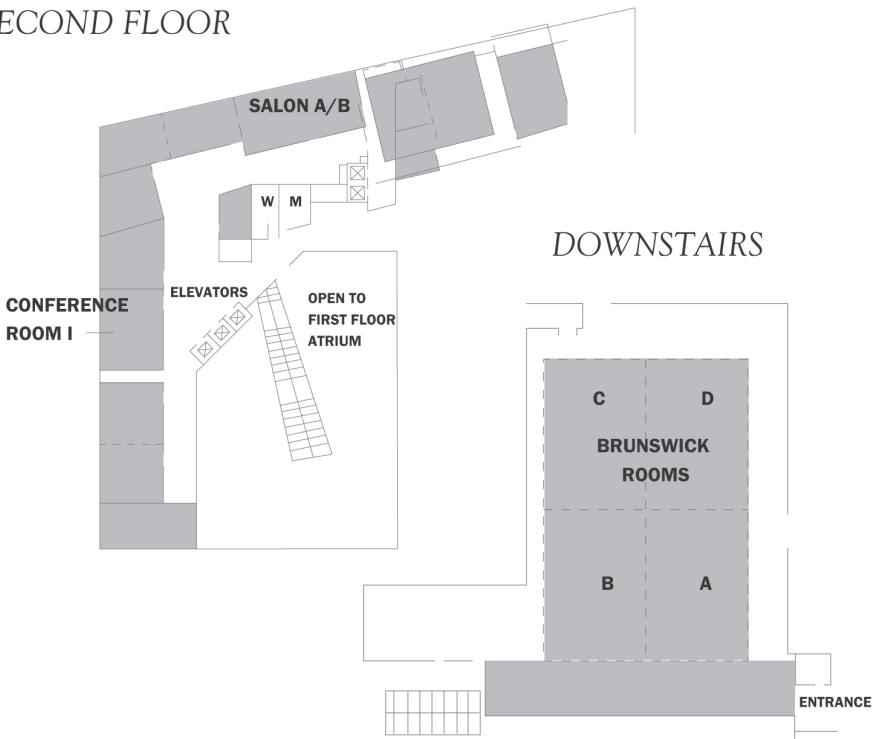 ECOND FLOOR
SALON A/B
W M
DOWNSTAIRS
ELEVATORS
OPEN TO
FIRST FLOOR
ATRIUM
CONFERENCE
ROOM I
C D
BRUNSWICK
ROOMS
B A
ENTRANCE